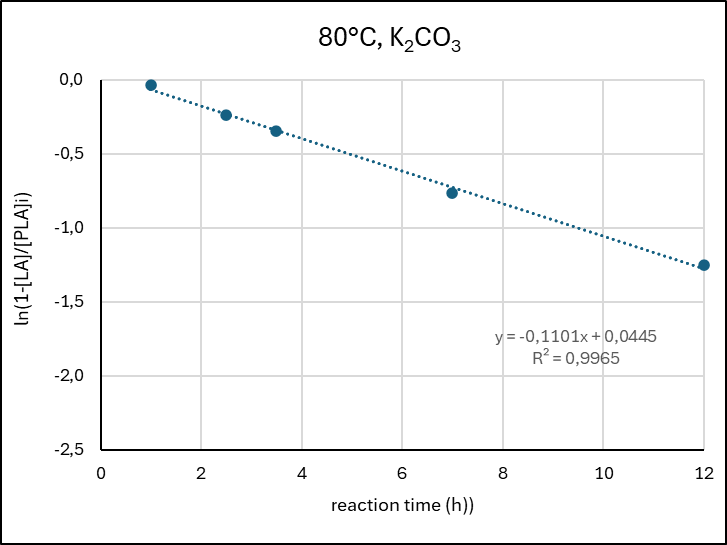 80°C, K₂CO₃
0,0
-0,5
-1,0
-1,5
-2,0
-2,5
ln(1-[LA]/[PLA]i)
y = -0,1101x + 0,0445
R² = 0,9965
0 2 4 6 8 10 12
reaction time (h))